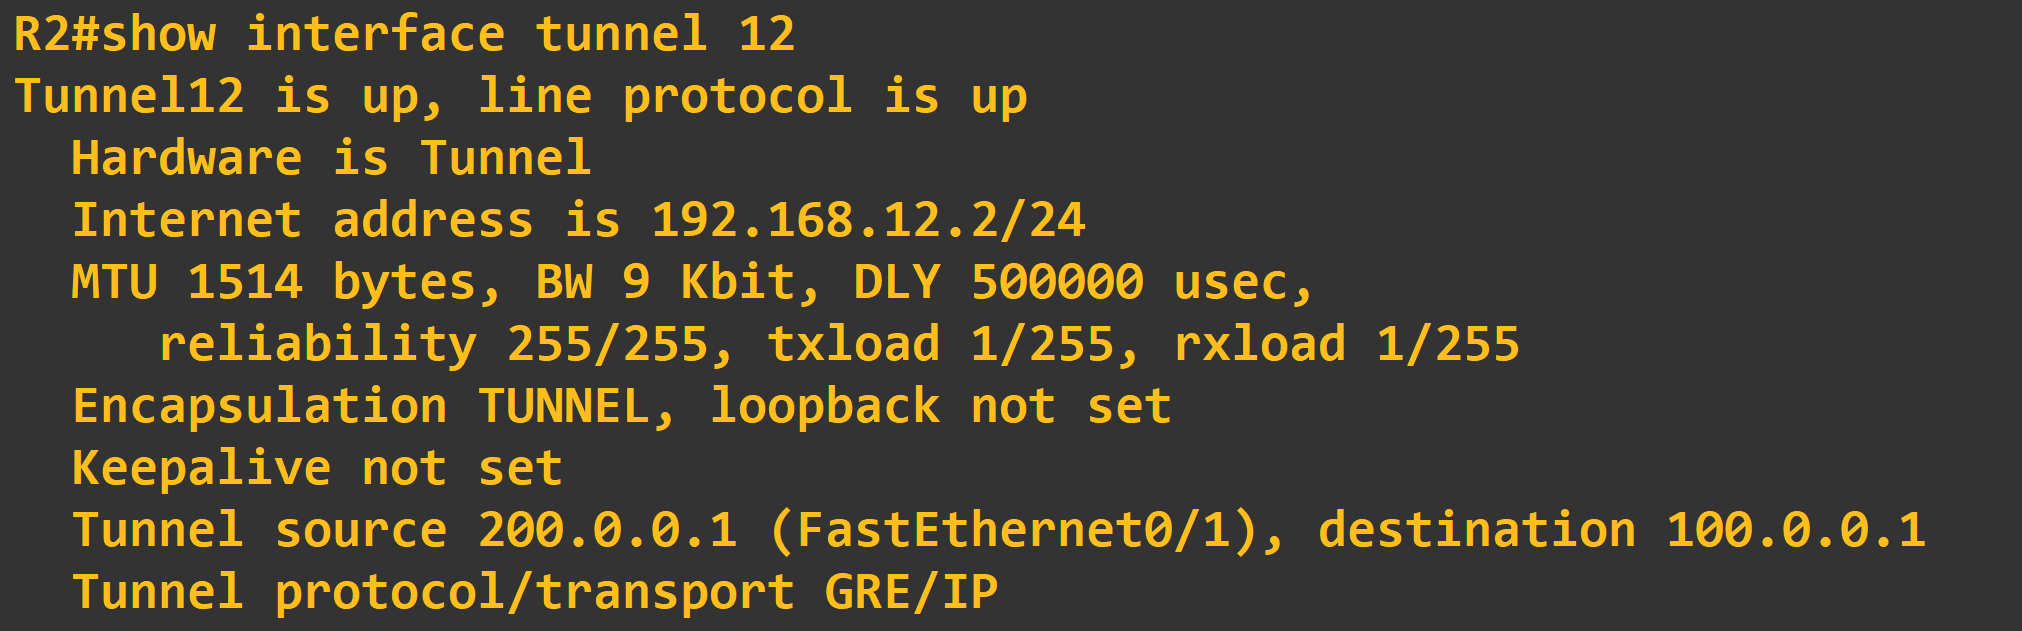 R2#show interface tunnel 12
Tunnel12 is up, line protocol is up
  Hardware is Tunnel
  Internet address is 192.168.12.2/24
  MTU 1514 bytes, BW 9 Kbit, DLY 500000 usec,
     reliability 255/255, txload 1/255, rxload 1/255
  Encapsulation TUNNEL, loopback not set
  Keepalive not set
  Tunnel source 200.0.0.1 (FastEthernet0/1), destination 100.0.0.1
  Tunnel protocol/transport GRE/IP